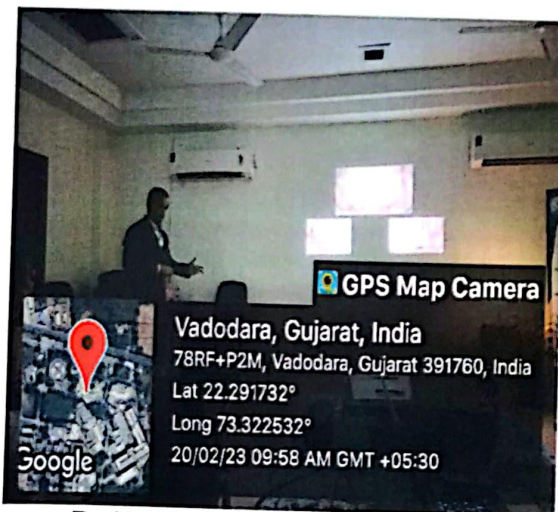 GPS Map Camera
Vadodara, Gujarat, India
78RF+P2M, Vadodara, Gujarat 391760, India
Lat 22.291732°
Long 73.322532°
20/02/23 09:58 AM GMT +05:30
Google